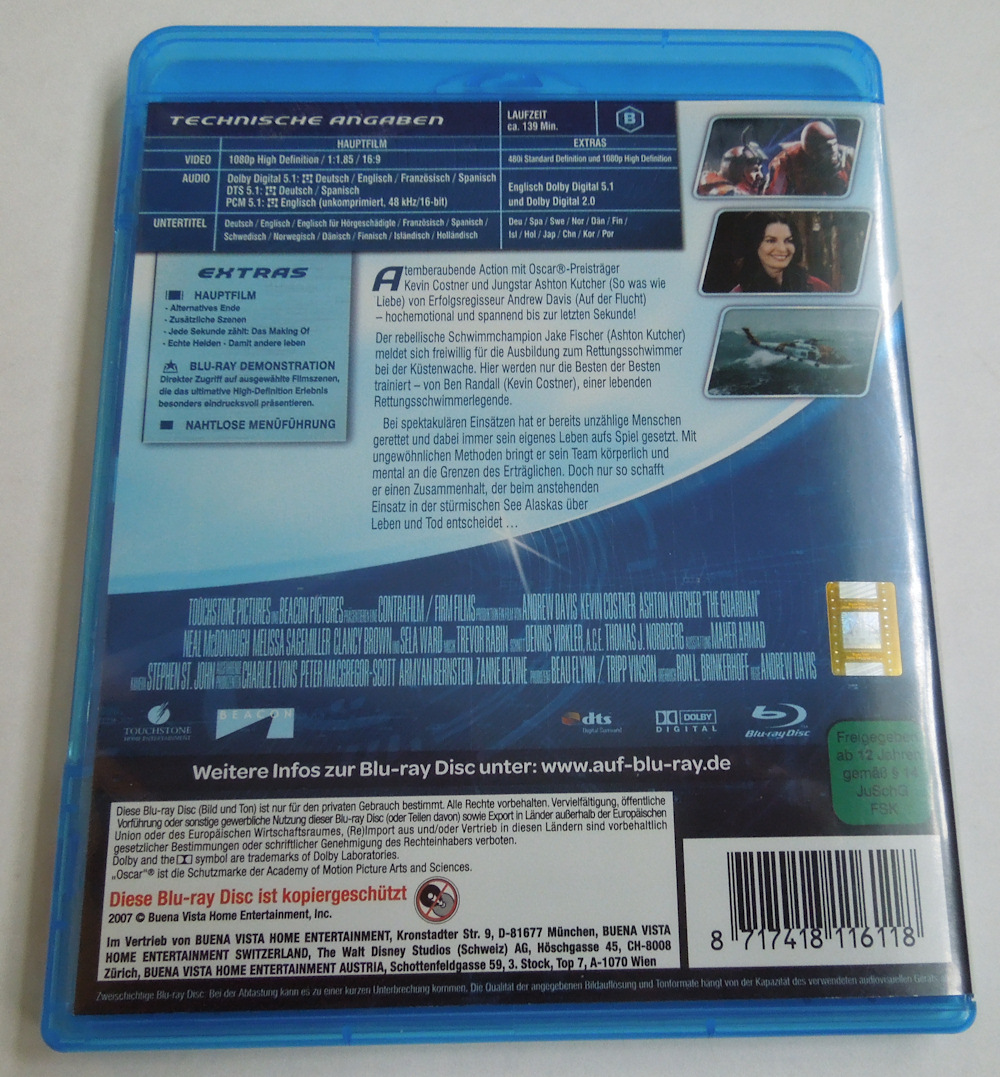 TECHNISCHE ANGABEN
LAUFZEIT
ca. 139 Min.
B
HAUPTFILM
EXTRAS
VIDEO
1080p High Definition / 1:1.85 / 16:9
480i Standard Definition und 1080p High Definition
AUDIO
Dolby Digital 5.1: Deutsch / Englisch / Französisch / Spanisch
DTS 5.1: Deutsch / Spanisch
PCM 5.1: Englisch (unkomprimiert, 48 kHz/16-bit)
Englisch Dolby Digital 5.1
und Dolby Digital 2.0
UNTERTITEL
Deutsch / Englisch / Englisch für Hörgeschädigte / Französisch / Spanisch /
Schwedisch / Norwegisch / Dänisch / Finnisch / Isländisch / Holländisch
Deu / Spa / Swe / Nor / Dän / Fin /
Isl / Hol / Jap / Chn / Kor / Por
EXTRAS
HAUPTFILM
- Alternatives Ende
- Zusätzliche Szenen
- Jede Sekunde zählt: Das Making Of
- Echte Helden - Damit andere leben
BLU-RAY DEMONSTRATION
Direkter Zugriff auf ausgewählte Filmszenen,
die das ultimative High-Definition Erlebnis
besonders eindrucksvoll präsentieren.
NAHTLOSE MENÜFÜHRUNG
Atemberaubende Action mit Oscar®-Preisträger
Kevin Costner und Jungstar Ashton Kutcher (So was wie
Liebe) von Erfolgsregisseur Andrew Davis (Auf der Flucht)
– hochemotional und spannend bis zur letzten Sekunde!
Der rebellische Schwimmchampion Jake Fischer (Ashton Kutcher)
meldet sich freiwillig für die Ausbildung zum Rettungsschwimmer
bei der Küstenwache. Hier werden nur die Besten der Besten
trainiert – von Ben Randall (Kevin Costner), einer lebenden
Rettungsschwimmerlegende.
Bei spektakulären Einsätzen hat er bereits unzählige Menschen
gerettet und dabei immer sein eigenes Leben aufs Spiel gesetzt. Mit
ungewöhnlichen Methoden bringt er sein Team körperlich und
mental an die Grenzen des Erträglichen. Doch nur so schafft
er einen Zusammenhalt, der beim anstehenden
Einsatz in der stürmischen See Alaskas über
Leben und Tod entscheidet ...
TOUCHSTONE PICTURES BEACON PICTURES CONTRAFILM / FIRM FILMS ANDREW DAVIS KEVIN COSTNER ASHTON KUTCHER "THE GUARDIAN"
NEAL McDONOUGH MELISSA SAGEMILLER CLANCY BROWN SELA WARD TREVOR RABIN DENNIS VIRKLER, A.C.E. THOMAS J. NORDBERG MAHER AHMAD
STEPHEN ST. JOHN CHARLIE LYONS PETER MACGREGOR-SCOTT ARMYAN BERNSTEIN ZANNE DEVINE BEAU FLYNN / TRIPP VINSON RON L. BRINKERHOFF ANDREW DAVIS
TOUCHSTONE
HOME ENTERTAINMENT
BEACON
dts
Digital Surround
DOLBY
DIGITAL
Blu-ray Disc
Freigegeben
ab 12 Jahren
gemäß § 14
JuSchG
FSK
Weitere Infos zur Blu-ray Disc unter: www.auf-blu-ray.de
Diese Blu-ray Disc (Bild und Ton) ist nur für den privaten Gebrauch bestimmt. Alle Rechte vorbehalten. Vervielfältigung, öffentliche
Vorführung oder sonstige gewerbliche Nutzung dieser Blu-ray Disc (oder Teilen davon) sowie Export in Länder außerhalb der Europäischen
Union oder des Europäischen Wirtschaftsraumes, (Re)Import aus und/oder Vertrieb in diesen Ländern sind vorbehaltlich
gesetzlicher Bestimmungen oder schriftlicher Genehmigung des Rechteinhabers verboten.
Dolby and the symbol are trademarks of Dolby Laboratories.
„Oscar"® ist die Schutzmarke der Academy of Motion Picture Arts and Sciences.
Diese Blu-ray Disc ist kopiergeschützt
2007 © Buena Vista Home Entertainment, Inc.
Im Vertrieb von BUENA VISTA HOME ENTERTAINMENT, Kronstadter Str. 9, D-81677 München, BUENA VISTA
HOME ENTERTAINMENT SWITZERLAND, The Walt Disney Studios (Schweiz) AG, Höschgasse 45, CH-8008
Zürich, BUENA VISTA HOME ENTERTAINMENT AUSTRIA, Schottenfeldgasse 59, 3. Stock, Top 7, A-1070 Wien
8 717418 116118
Zweischichtige Blu-ray Disc. Bei der Abtastung kann es zu einer kurzen Unterbrechung kommen. Die Qualität der angegebenen Bildauflösung und Tonformate hängt von der Kapazität des verwendeten audiovisuellen Geräts